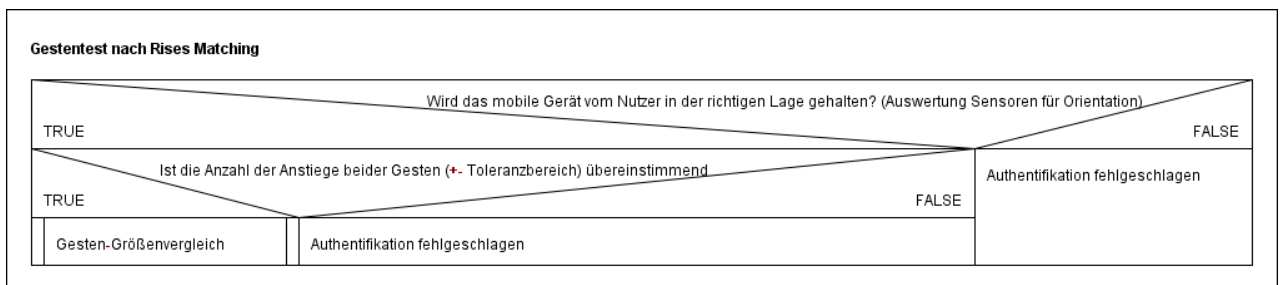 Gestentest nach Rises Matching
Wird das mobile Gerät vom Nutzer in der richtigen Lage gehalten? (Auswertung Sensoren für Orientation)
TRUE
FALSE
Ist die Anzahl der Anstiege beider Gesten (+- Toleranzbereich) übereinstimmend
Authentifikation fehlgeschlagen
TRUE
FALSE
Gesten-Größenvergleich
Authentifikation fehlgeschlagen